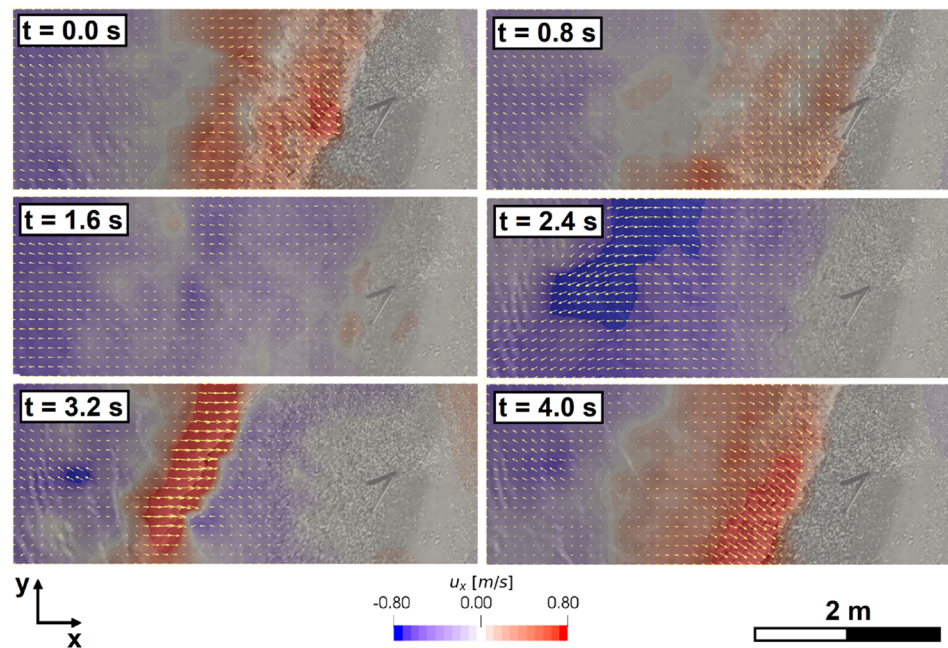 t = 0.0 s
t = 0.8 s
t = 1.6 s
t = 2.4 s
t = 3.2 s
t = 4.0 s
y
x
u_x [m/s]
-0.80 0.00 0.80
2 m